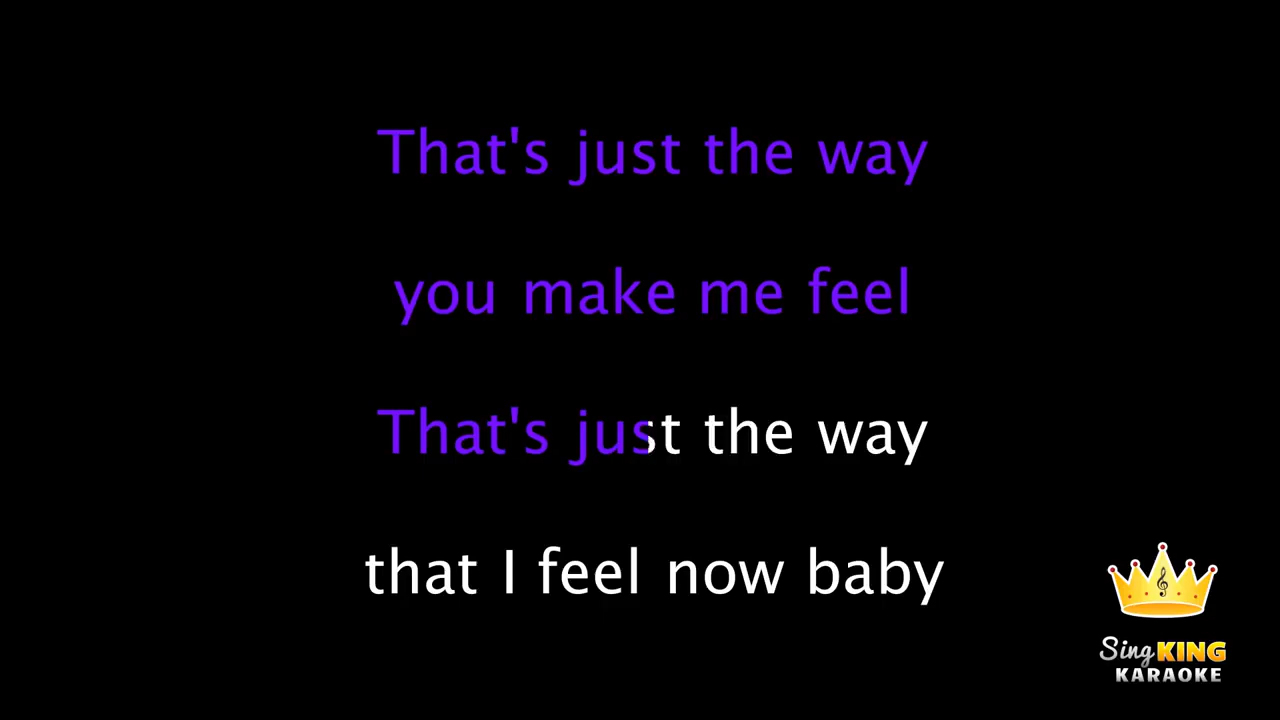 That's just the way
you make me feel
That's just the way
that I feel now baby
Sing KING
KARAOKE